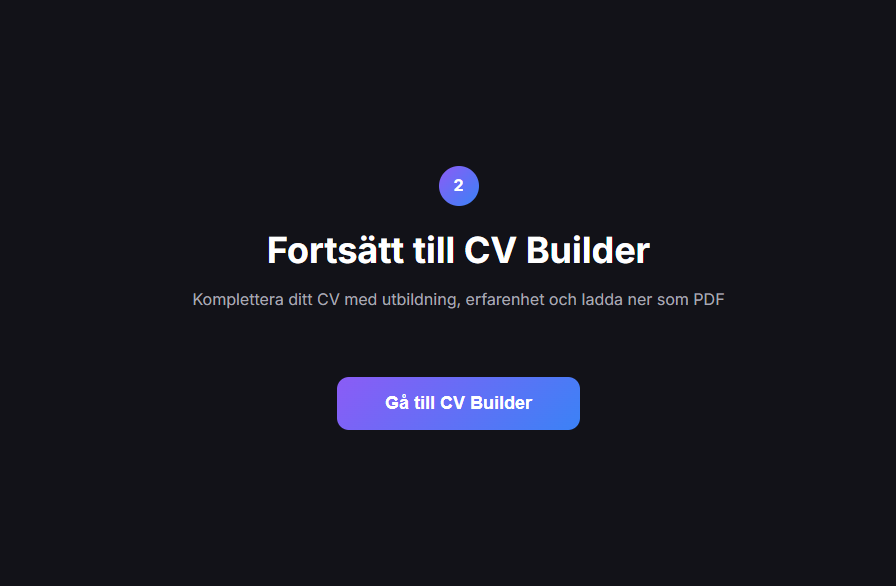 2
Fortsätt till CV Builder
Komplettera ditt CV med utbildning, erfarenhet och ladda ner som PDF
Gå till CV Builder